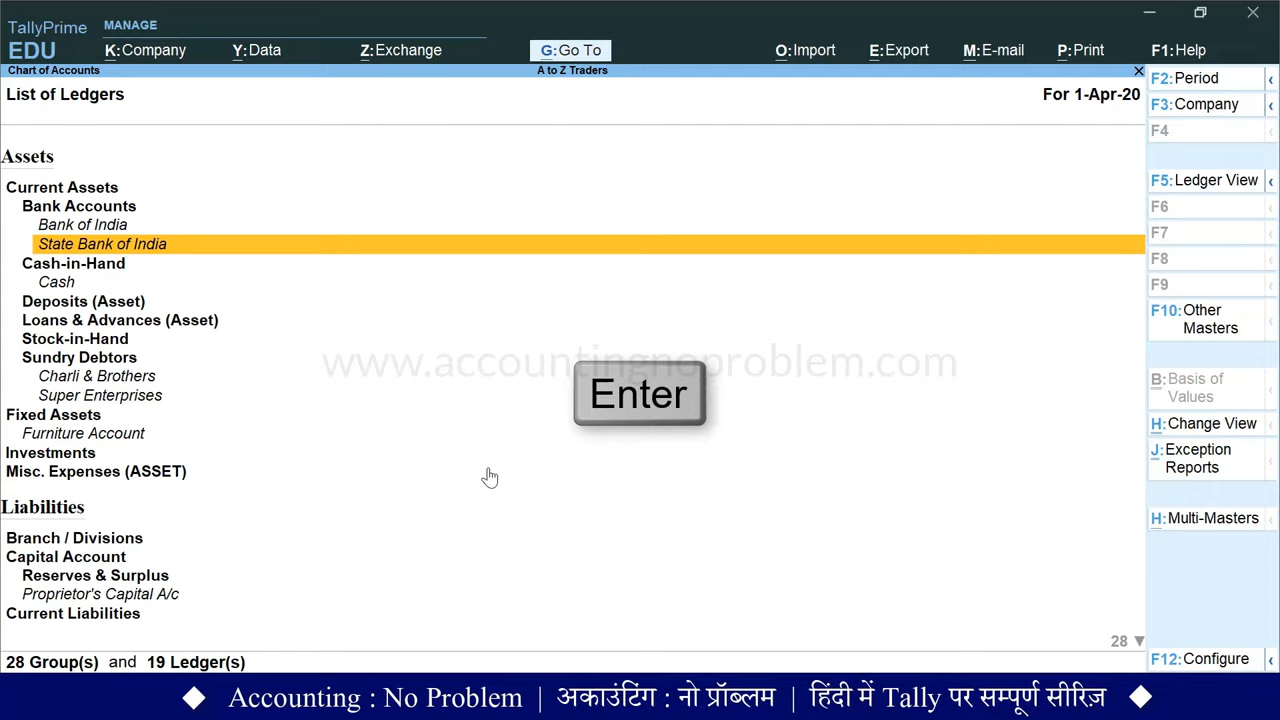 TallyPrime
MANAGE
EDU
K:Company
Y:Data
Z:Exchange
G:Go To
O:Import
E:Export
M:E-mail
P:Print
F1:Help
Chart of Accounts
A to Z Traders
List of Ledgers
For 1-Apr-20
Assets
Current Assets
Bank Accounts
Bank of India
State Bank of India
Cash-in-Hand
Cash
Deposits (Asset)
Loans & Advances (Asset)
Stock-in-Hand
Sundry Debtors
Charli & Brothers
Super Enterprises
Fixed Assets
Furniture Account
Investments
Misc. Expenses (ASSET)
Liabilities
Branch / Divisions
Capital Account
Reserves & Surplus
Proprietor's Capital A/c
Current Liabilities
28 ▼
28 Group(s) and 19 Ledger(s)
www.accountingnoproblem.com
Enter
F2:Period
F3:Company
F4
F5:Ledger View
F6
F7
F8
F9
F10:Other
Masters
B:Basis of
Values
H:Change View
J:Exception
Reports
H:Multi-Masters
F12:Configure
◆ Accounting : No Problem | अकाउंटिंग : नो प्रॉब्लम | हिंदी में Tally पर सम्पूर्ण सीरिज़ ◆